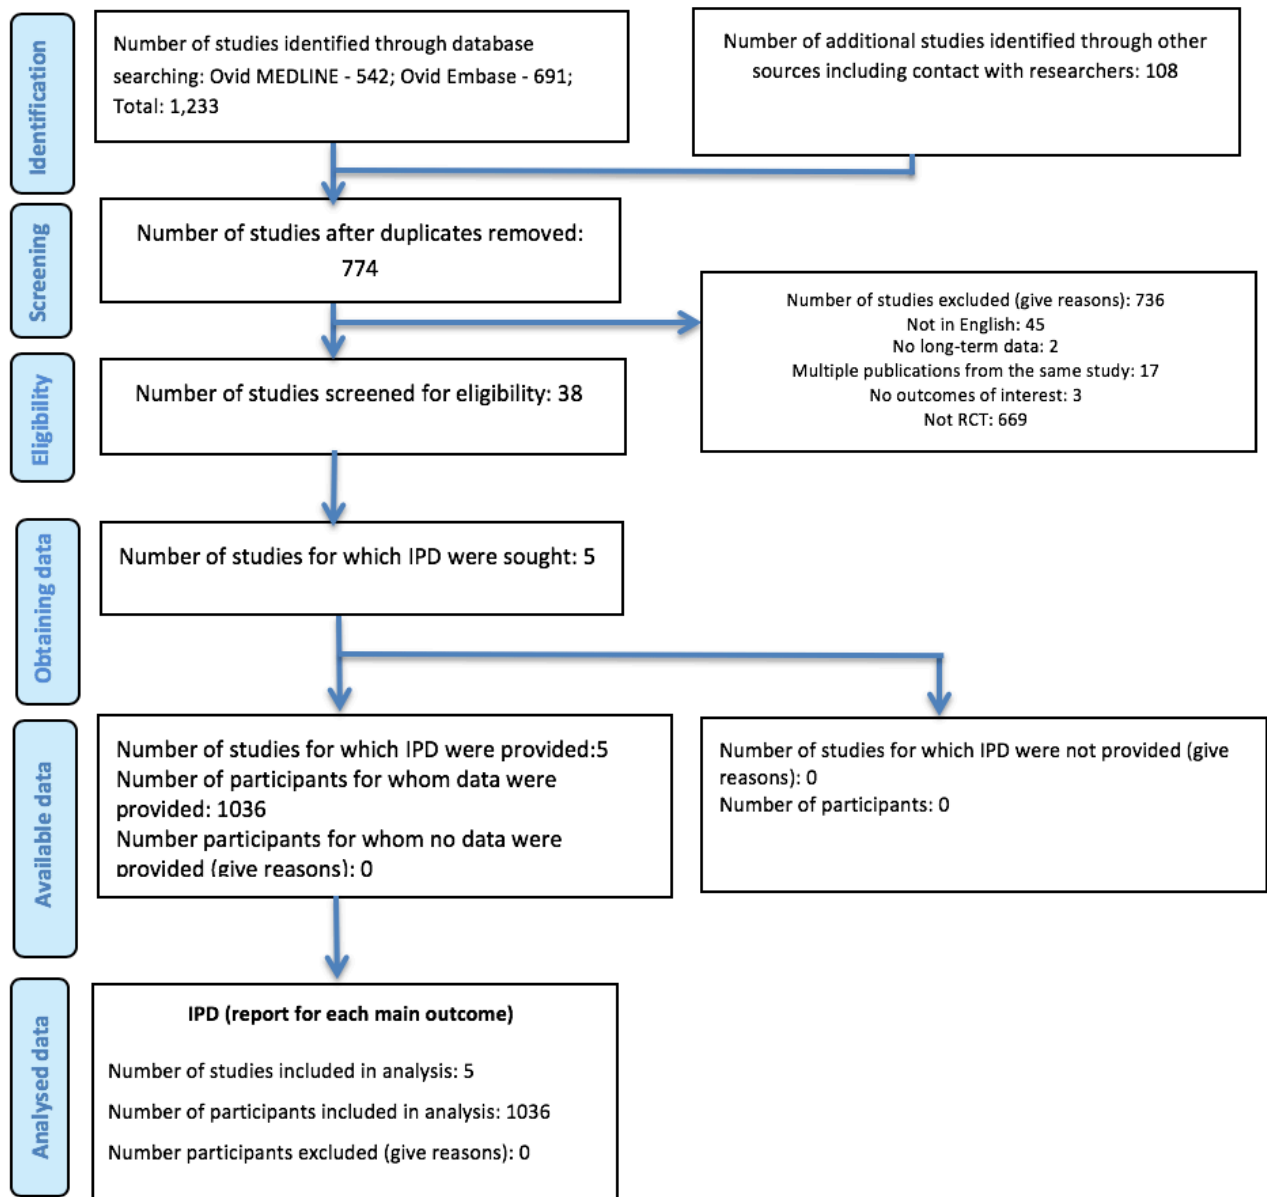 Identification
Number of studies identified through database
searching: Ovid MEDLINE - 542; Ovid Embase - 691;
Total: 1,233
Number of additional studies identified through other
sources including contact with researchers: 108
Screening
Number of studies after duplicates removed:
774
Number of studies excluded (give reasons): 736
Not in English: 45
No long-term data: 2
Multiple publications from the same study: 17
No outcomes of interest: 3
Not RCT: 669
Eligibility
Number of studies screened for eligibility: 38
Obtaining data
Number of studies for which IPD were sought: 5
Available data
Number of studies for which IPD were provided:5
Number of participants for whom data were
provided: 1036
Number participants for whom no data were
provided (give reasons): 0
Number of studies for which IPD were not provided (give
reasons): 0
Number of participants: 0
Analysed data
IPD (report for each main outcome)
Number of studies included in analysis: 5
Number of participants included in analysis: 1036
Number participants excluded (give reasons): 0